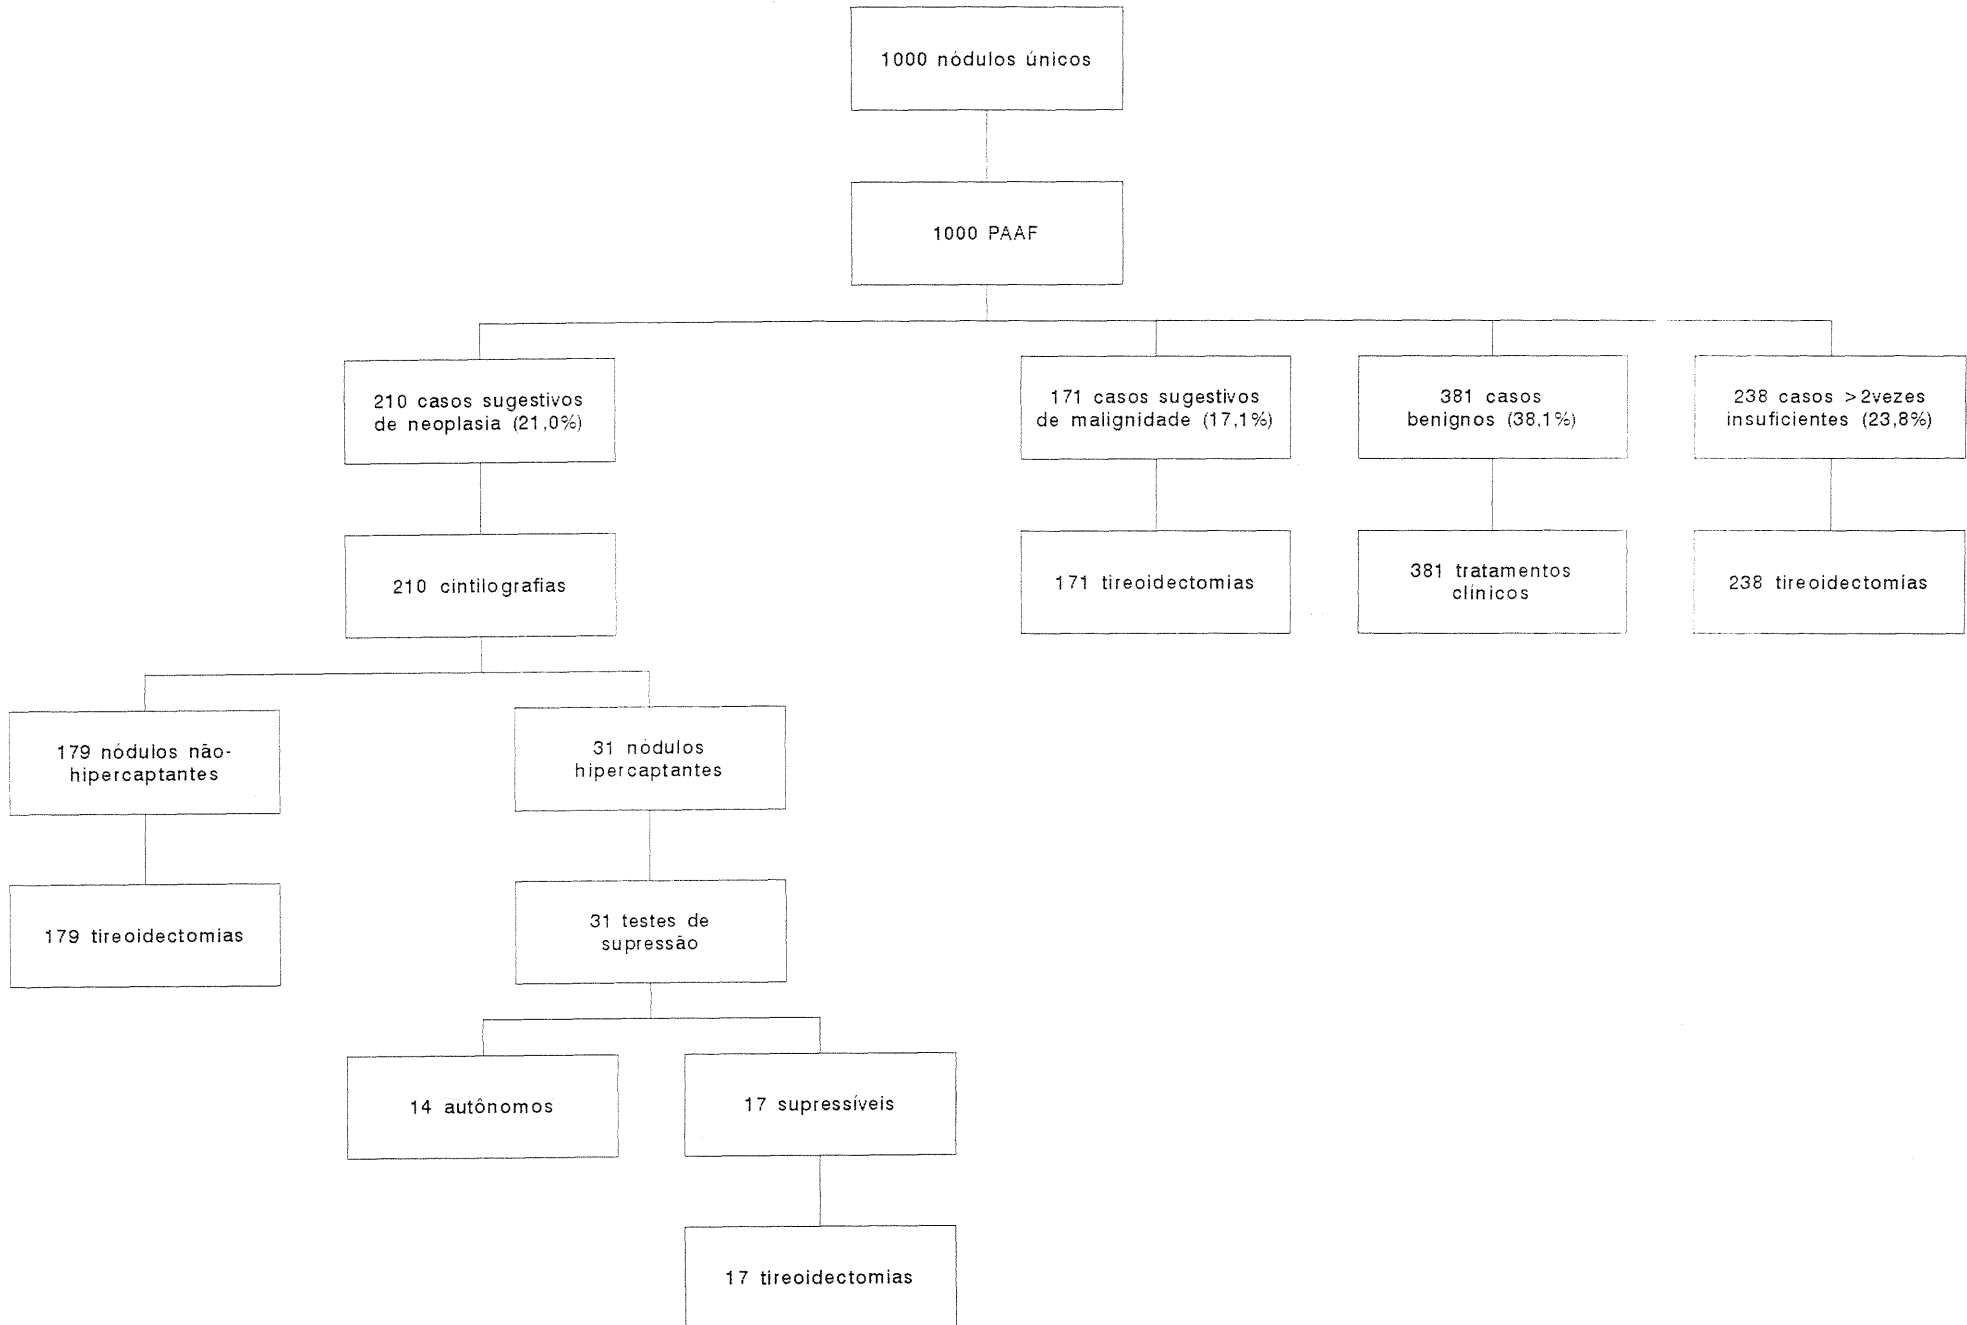 1000 nódulos únicos
1000 PAAF
210 casos sugestivos
de neoplasia (21,0%)
171 casos sugestivos
de malignidade (17,1%)
381 casos
benignos (38,1%)
238 casos >2vezes
insuficientes (23,8%)
210 cintilografias
171 tireoidectomias
381 tratamentos
clínicos
238 tireoidectomias
179 nódulos não-
hipercaptantes
31 nódulos
hipercaptantes
179 tireoidectomias
31 testes de
supressão
14 autônomos
17 supressíveis
17 tireoidectomias